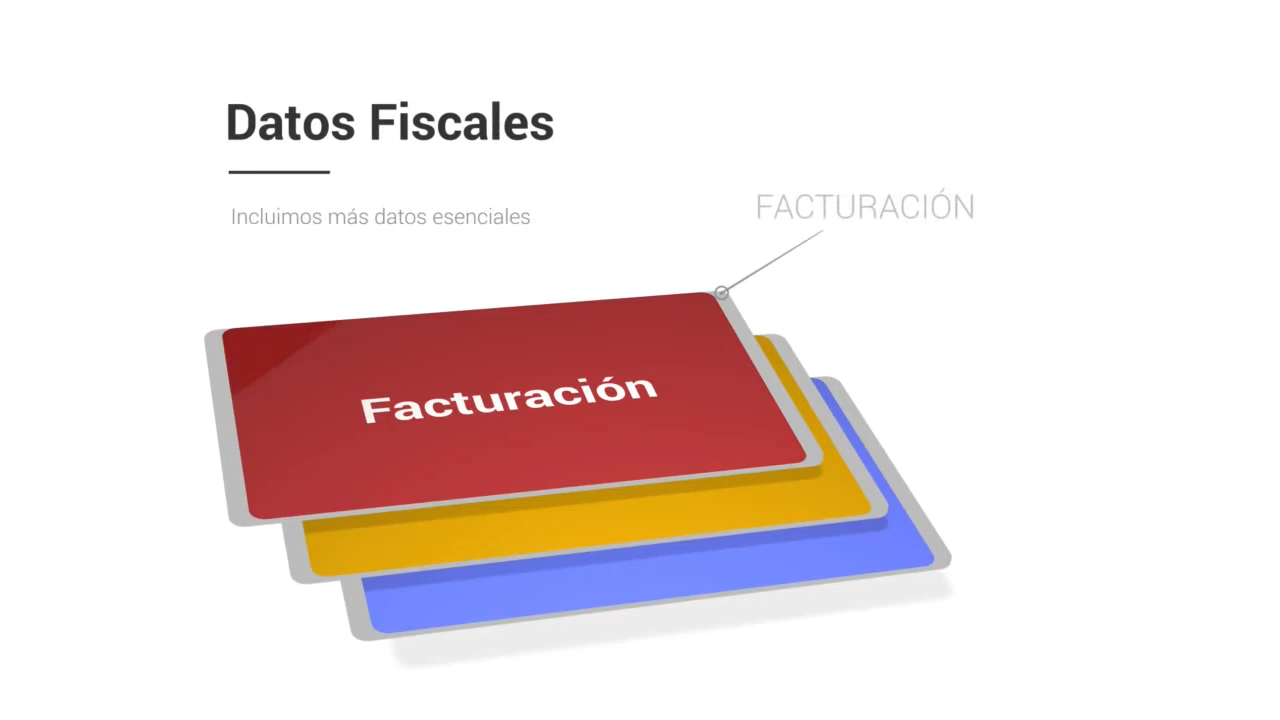 Datos Fiscales
Incluimos más datos esenciales
FACTURACIÓN
Facturación